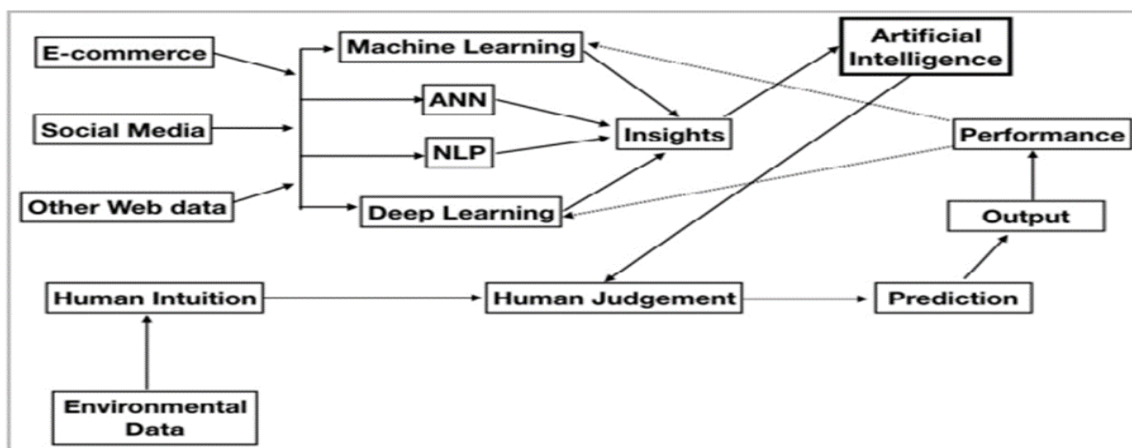 E-commerce
Social Media
Other Web data
Machine Learning
ANN
NLP
Deep Learning
Insights
Artificial
Intelligence
Performance
Output
Human Intuition
Human Judgement
Prediction
Environmental
Data